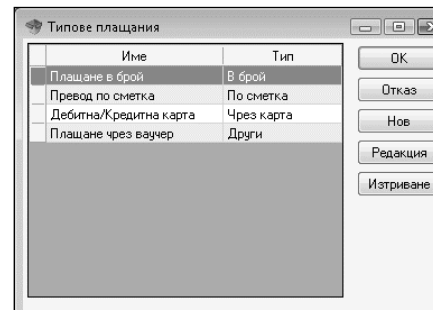 Типове плащания
Име Тип
Плащане в брой В брой
Превод по сметка По сметка
Дебитна/Кредитна карта Чрез карта
Плащане чрез ваучер Други
OK
Отказ
Нов
Редакция
Изтриване